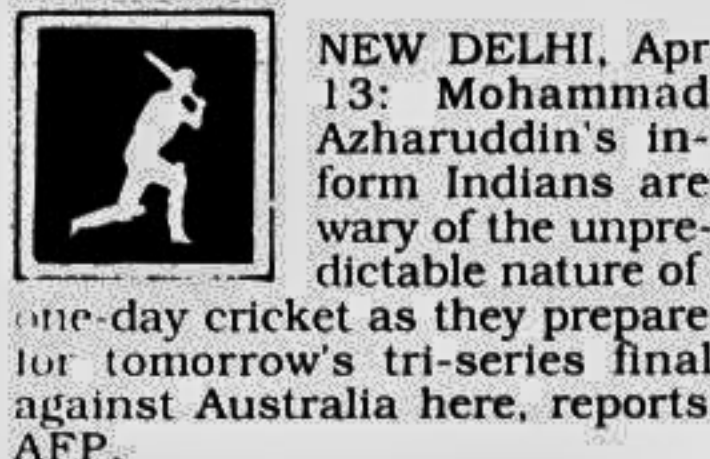 NEW DELHI, Apr
13: Mohammad
Azharuddin's in-
form Indians are
wary of the unpre-
dictable nature of
one-day cricket as they prepare
for tomorrow's tri-series final
against Australia here, reports
AFP.